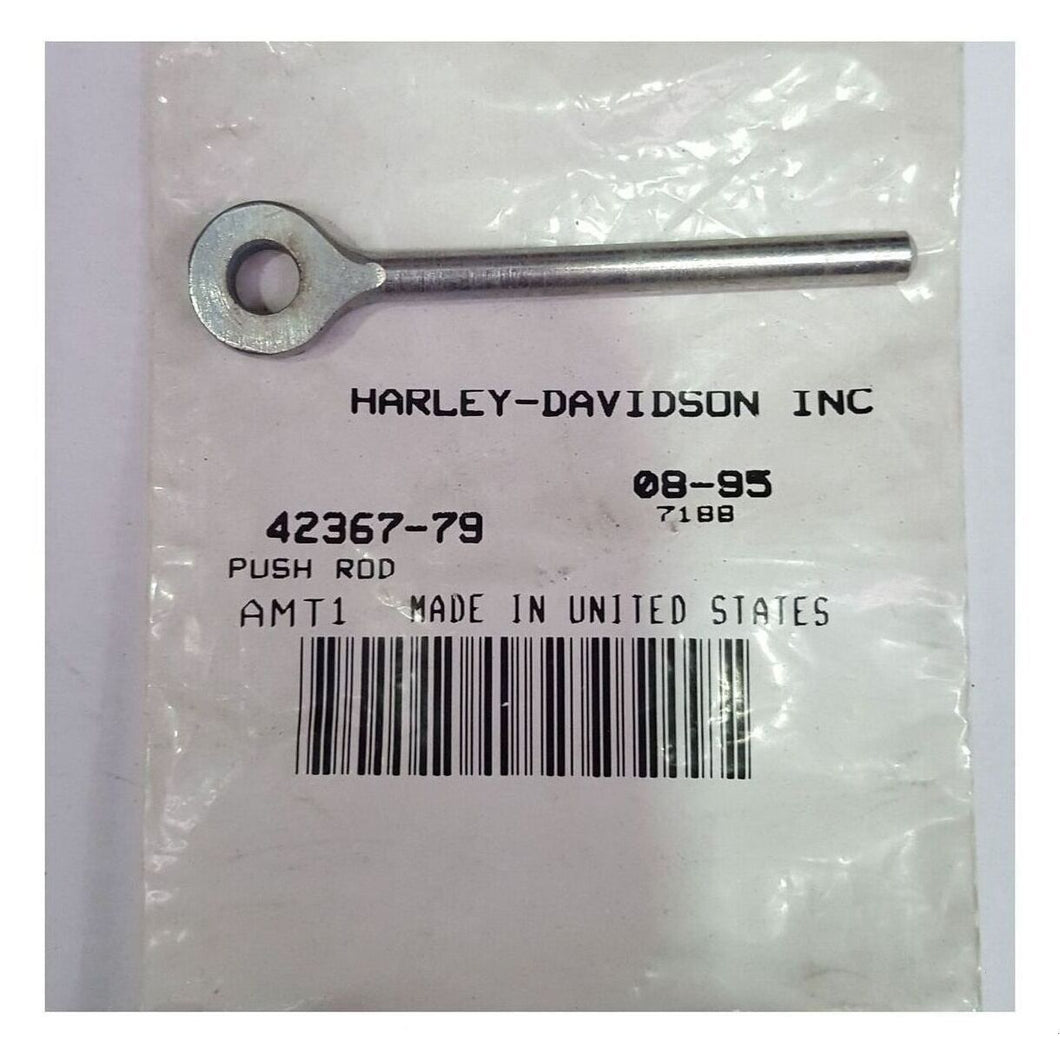 HARLEY-DAVIDSON INC
08-95
7188
42367-79
PUSH ROD
AMT1 MADE IN UNITED STATES